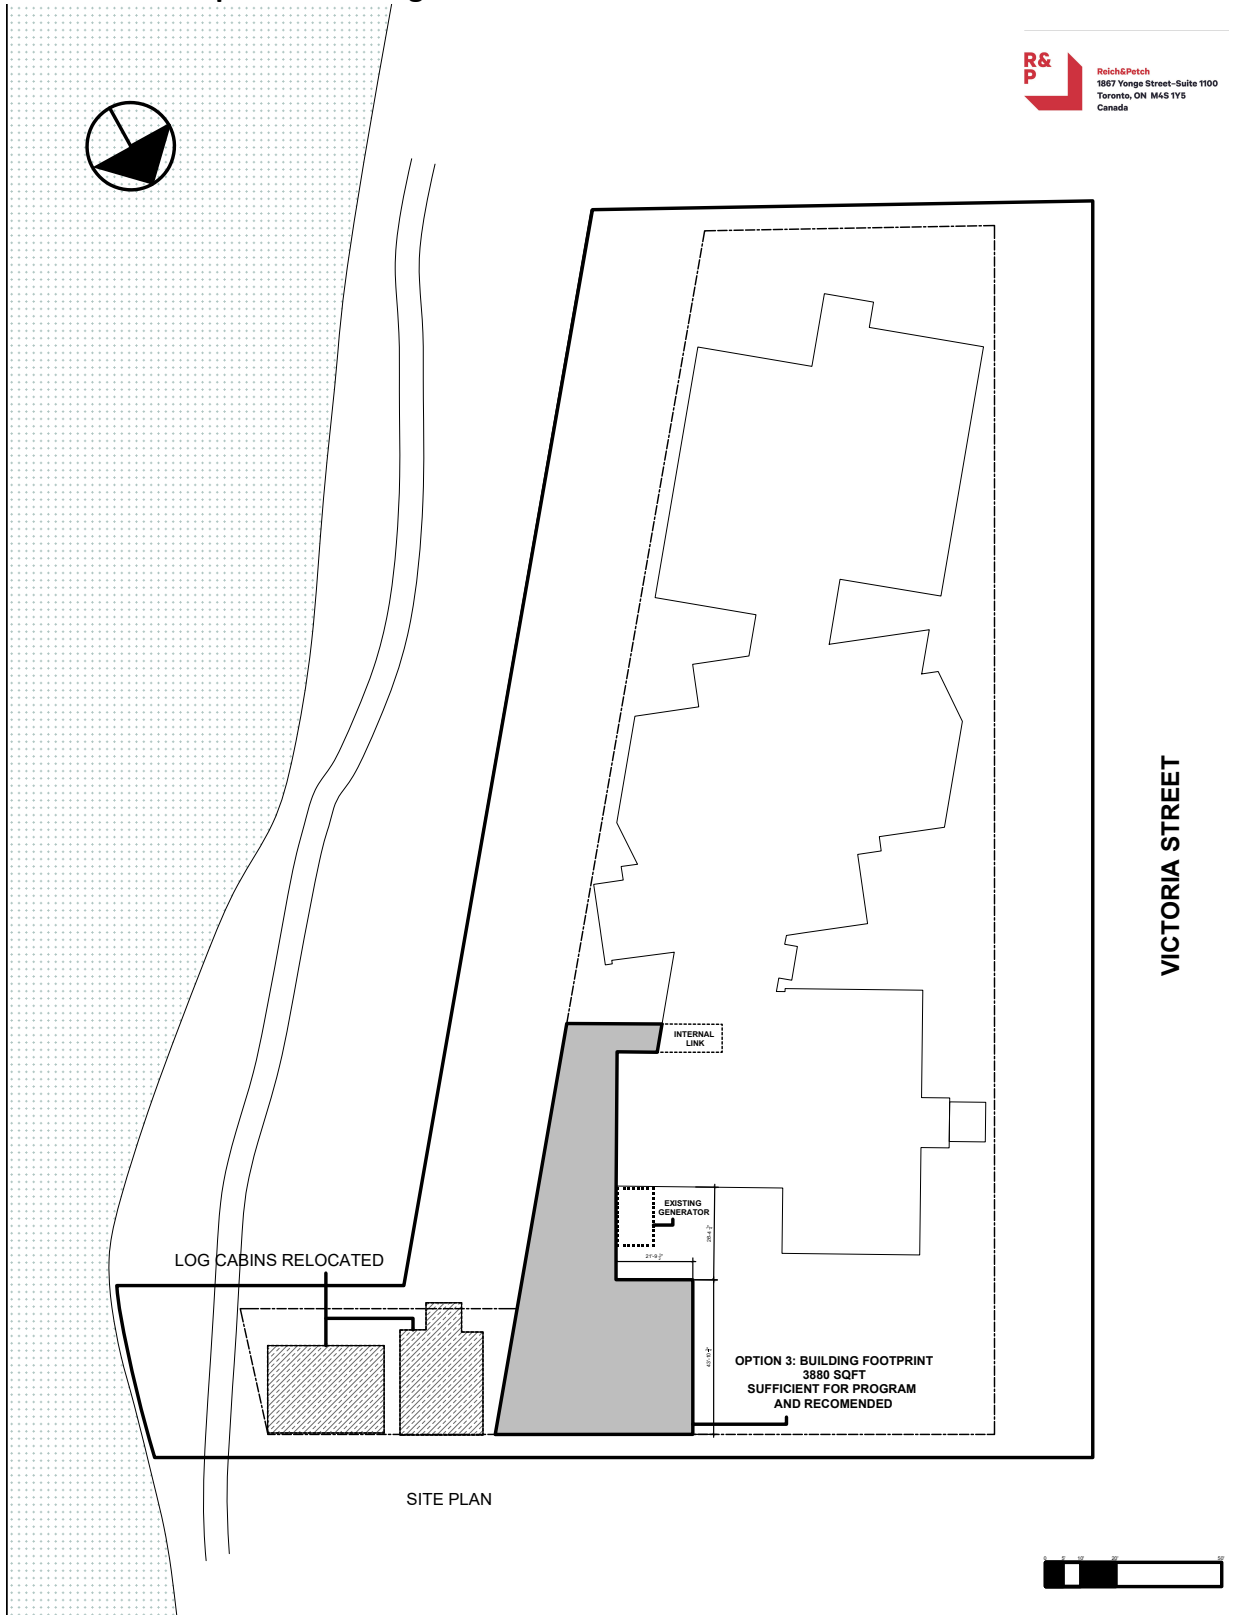 R&
P
Reich&Petch
1867 Yonge Street–Suite 1100
Toronto, ON M4S 1Y5
Canada
VICTORIA STREET
INTERNAL
LINK
EXISTING
GENERATOR
LOG CABINS RELOCATED
OPTION 3: BUILDING FOOTPRINT
3880 SQFT
SUFFICIENT FOR PROGRAM
AND RECOMENDED
SITE PLAN